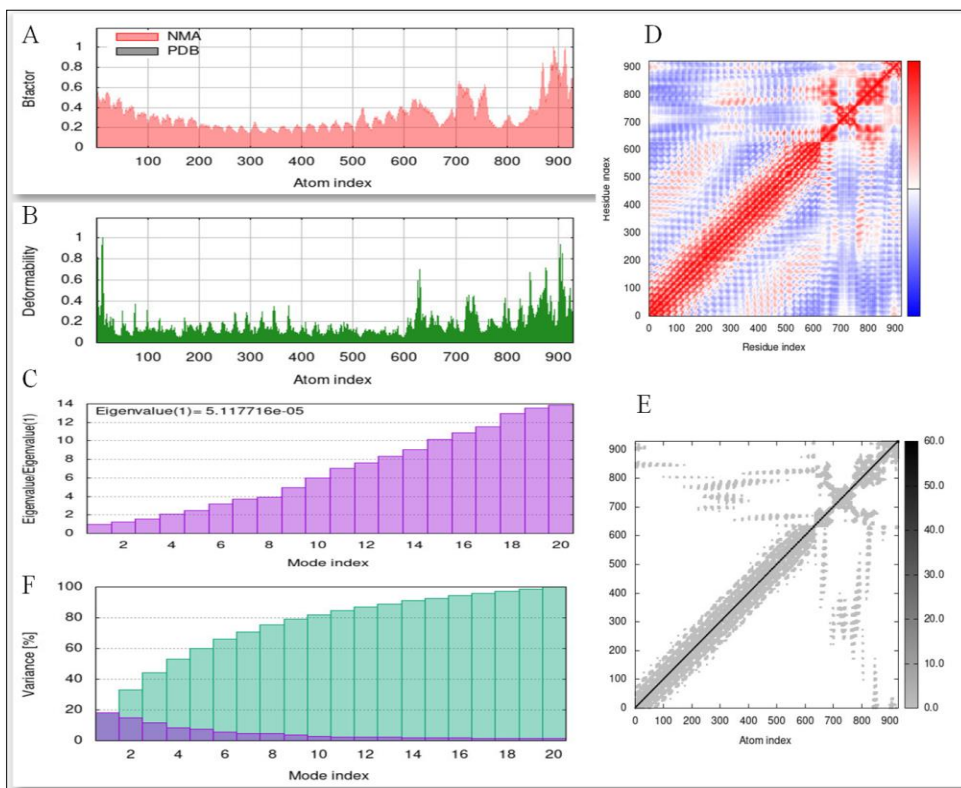 A
NMA
PDB
Bfactor
1
0.8
0.6
0.4
0.2
0
100 200 300 400 500 600 700 800 900
Atom index
B
Deformability
1
0.8
0.6
0.4
0.2
0
100 200 300 400 500 600 700 800 900
Atom index
C
Eigenvalue/Eigenvalue(1)
Eigenvalue(1)= 5.117716e-05
14
12
10
8
6
4
2
0
2 4 6 8 10 12 14 16 18 20
Mode index
F
Variance [%]
100
80
60
40
20
0
2 4 6 8 10 12 14 16 18 20
Mode index
D
Residue index
900
800
700
600
500
400
300
200
100
0
0 100 200 300 400 500 600 700 800 900
Residue index
E
900
800
700
600
500
400
300
200
100
0
0 100 200 300 400 500 600 700 800 900
Atom index
60.0
50.0
40.0
30.0
20.0
10.0
0.0